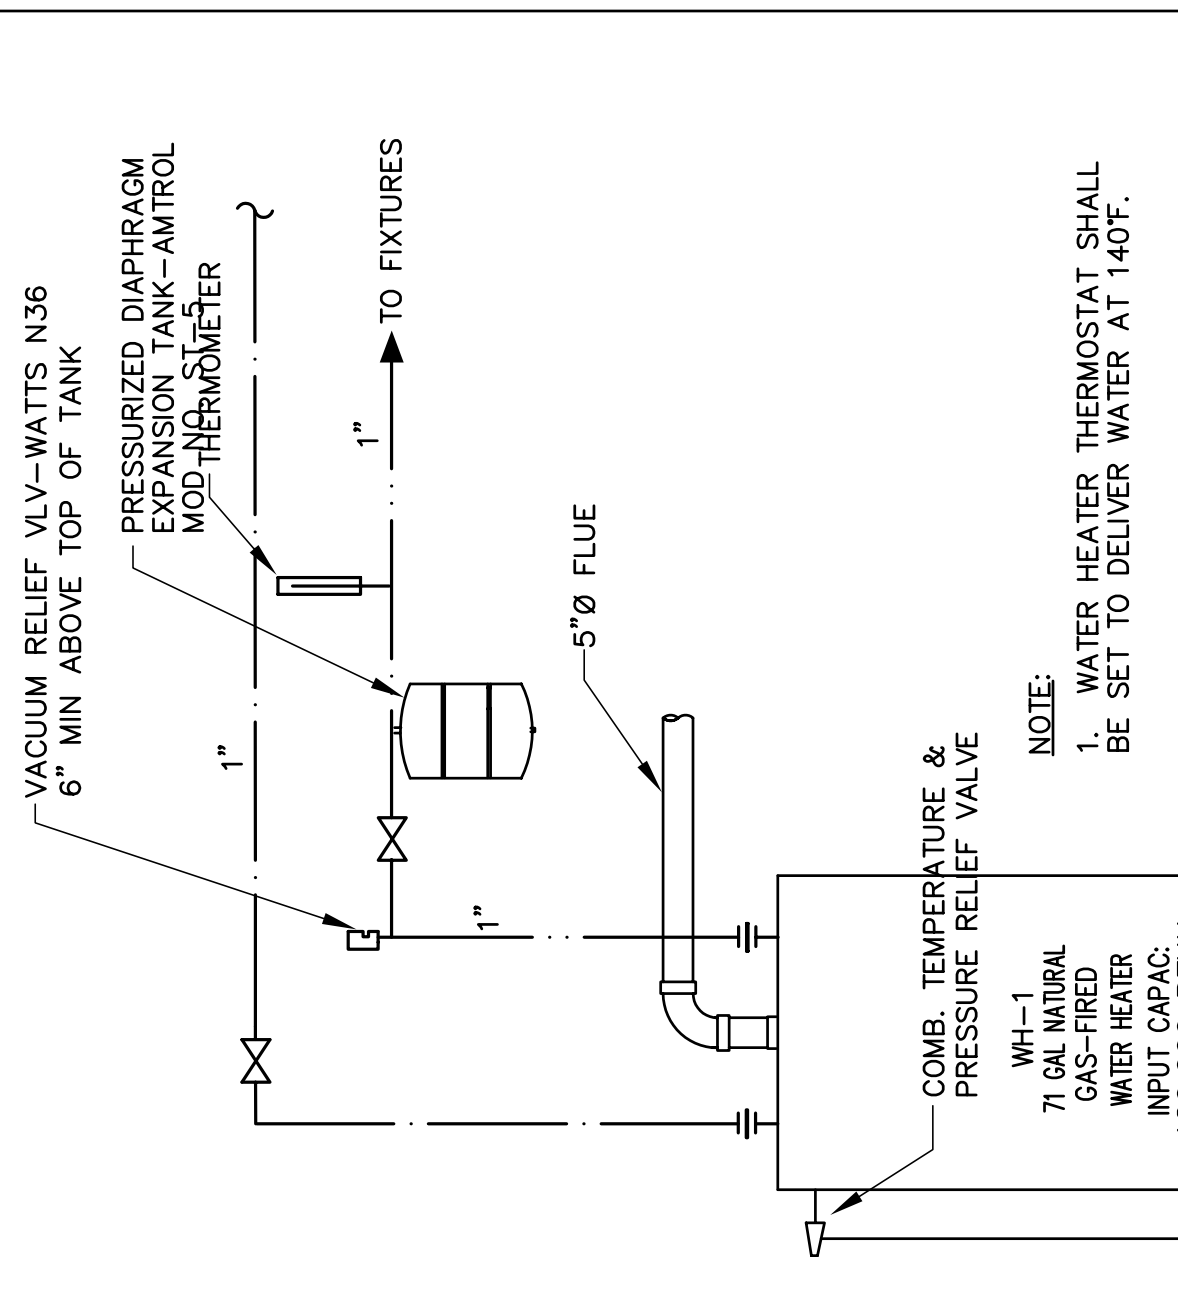 VACUUM RELIEF VLV-WATTS N36
6" MIN ABOVE TOP OF TANK
PRESSURIZED DIAPHRAGM
EXPANSION TANK-AMTROL
MOD NO. ST-5
THERMOMETER
1"
1"
TO FIXTURES
1"
5"Ø FLUE
COMB. TEMPERATURE &
PRESSURE RELIEF VALVE
WH-1
71 GAL NATURAL
GAS-FIRED
WATER HEATER
INPUT CAPAC:
NOTE:
1. WATER HEATER THERMOSTAT SHALL
BE SET TO DELIVER WATER AT 140°F.